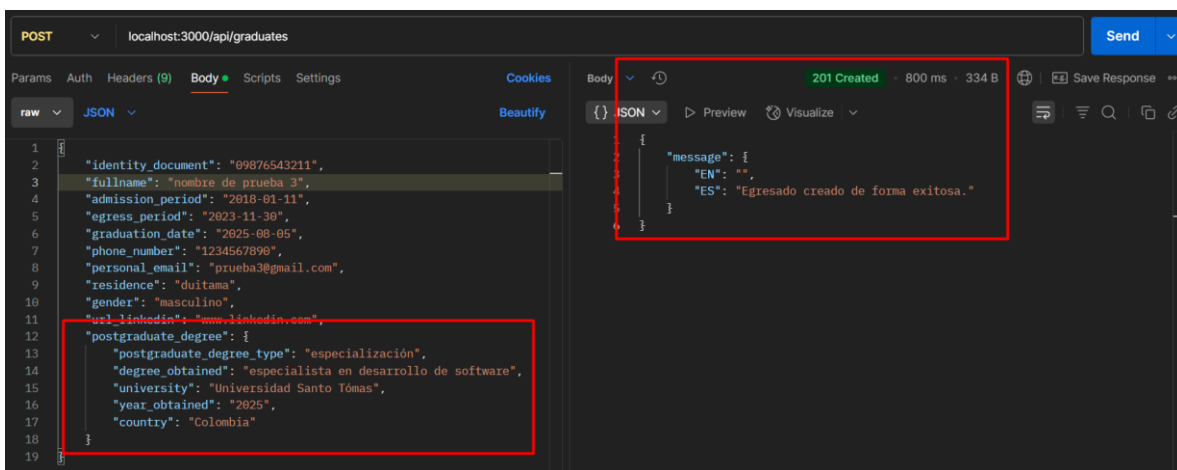 POST localhost:3000/api/graduates Send
Params Auth Headers (9) Body Scripts Settings Cookies
raw JSON Beautify
1 {
2 "identity_document": "09876543211",
3 "fullname": "nombre de prueba 3",
4 "admission_period": "2018-01-11",
5 "egress_period": "2023-11-30",
6 "graduation_date": "2025-08-05",
7 "phone_number": "1234567890",
8 "personal_email": "prueba3@gmail.com",
9 "residence": "duitama",
10 "gender": "masculino",
11 "url_linkedin": "www.linkedin.com",
12 "postgraduate_degree": {
13 "postgraduate_degree_type": "especialización",
14 "degree_obtained": "especialista en desarrollo de software",
15 "university": "Universidad Santo Tómas",
16 "year_obtained": "2025",
17 "country": "Colombia"
18 }
19 }
Body 201 Created 800 ms 334 B Save Response
{} JSON Preview Visualize
1 {
2 "message": {
3 "EN": "",
4 "ES": "Egresado creado de forma exitosa."
5 }
6 }